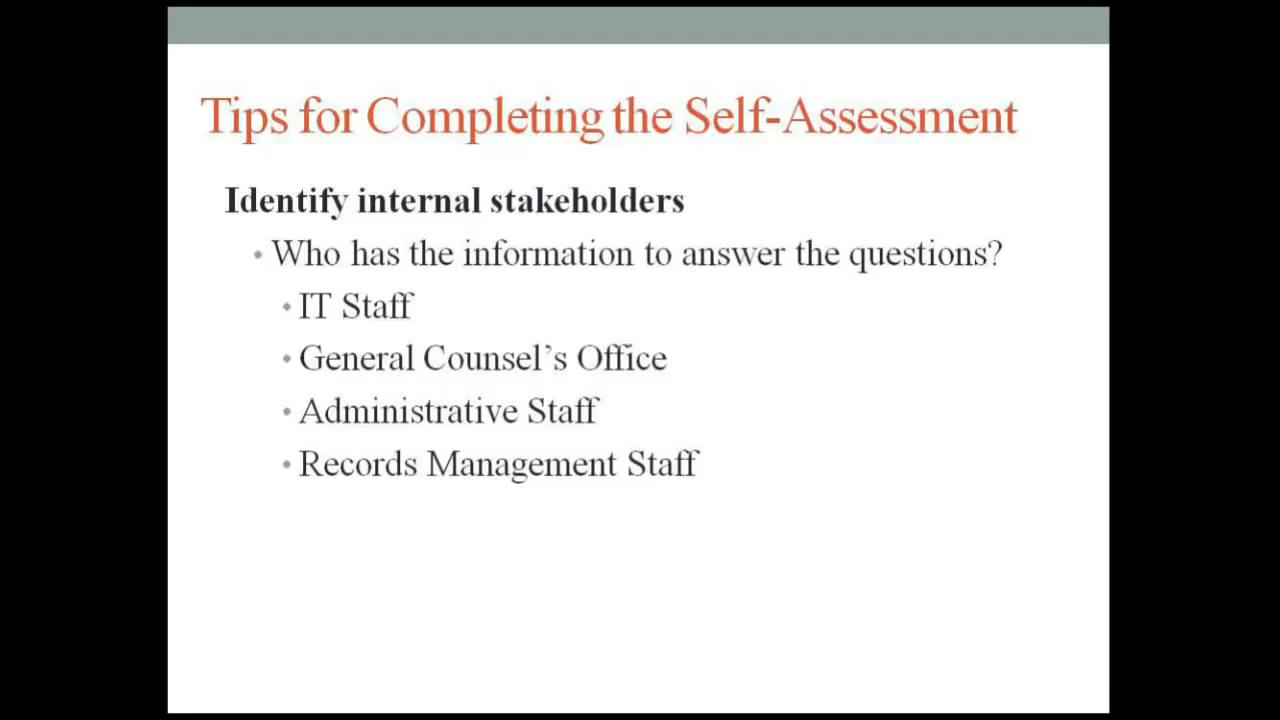 Tips for Completing the Self-Assessment
Identify internal stakeholders
• Who has the information to answer the questions?
• IT Staff
• General Counsel’s Office
• Administrative Staff
• Records Management Staff